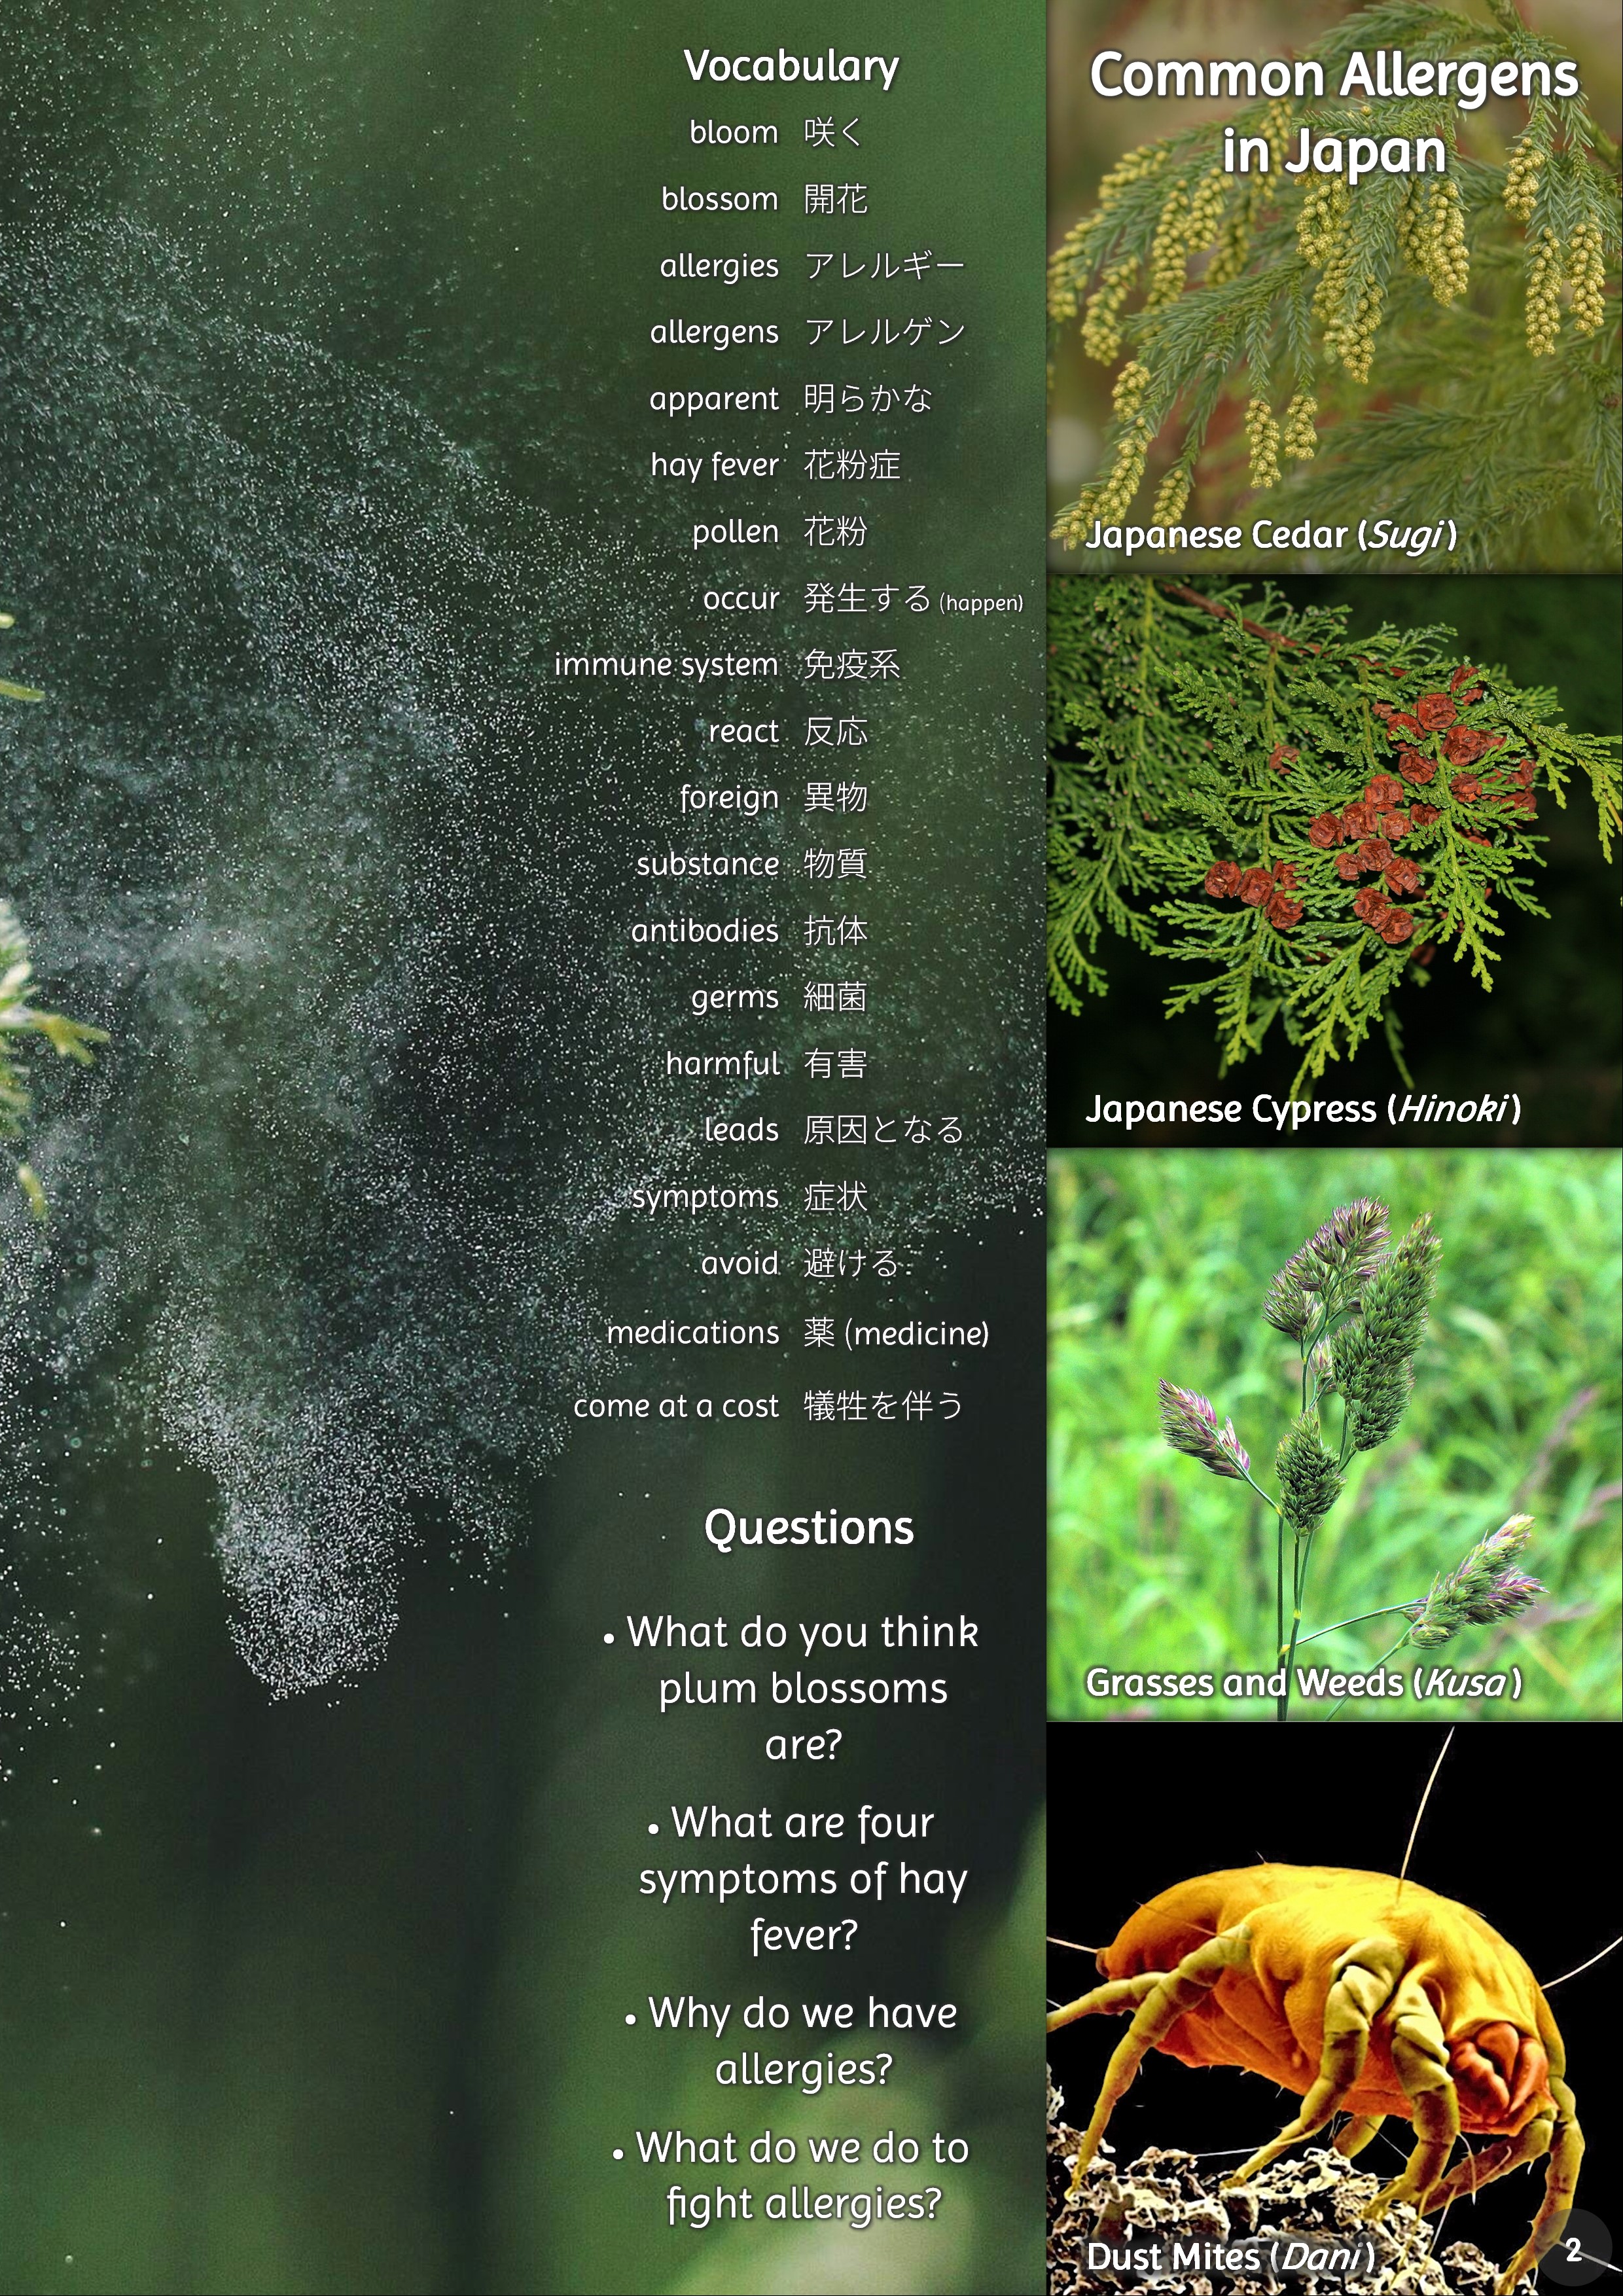 Vocabulary
bloom 咲く
blossom 開花
allergies アレルギー
allergens アレルゲン
apparent 明らかな
hay fever 花粉症
pollen 花粉
occur 発生する (happen)
immune system 免疫系
react 反応
foreign 異物
substance 物質
antibodies 抗体
germs 細菌
harmful 有害
leads 原因となる
symptoms 症状
avoid 避ける
medications 薬 (medicine)
come at a cost 犠牲を伴う
Questions
• What do you think
plum blossoms
are?
• What are four
symptoms of hay
fever?
• Why do we have
allergies?
• What do we do to
fight allergies?
Common Allergens
in Japan
Japanese Cedar (Sugi)
Japanese Cypress (Hinoki)
Grasses and Weeds (Kusa)
Dust Mites (Dani)
2